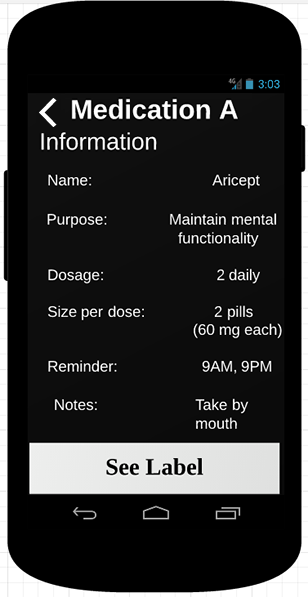 4G 3:03
Medication A
Information
Name: Aricept
Purpose: Maintain mental
functionality
Dosage: 2 daily
Size per dose: 2 pills
(60 mg each)
Reminder: 9AM, 9PM
Notes: Take by
mouth
See Label